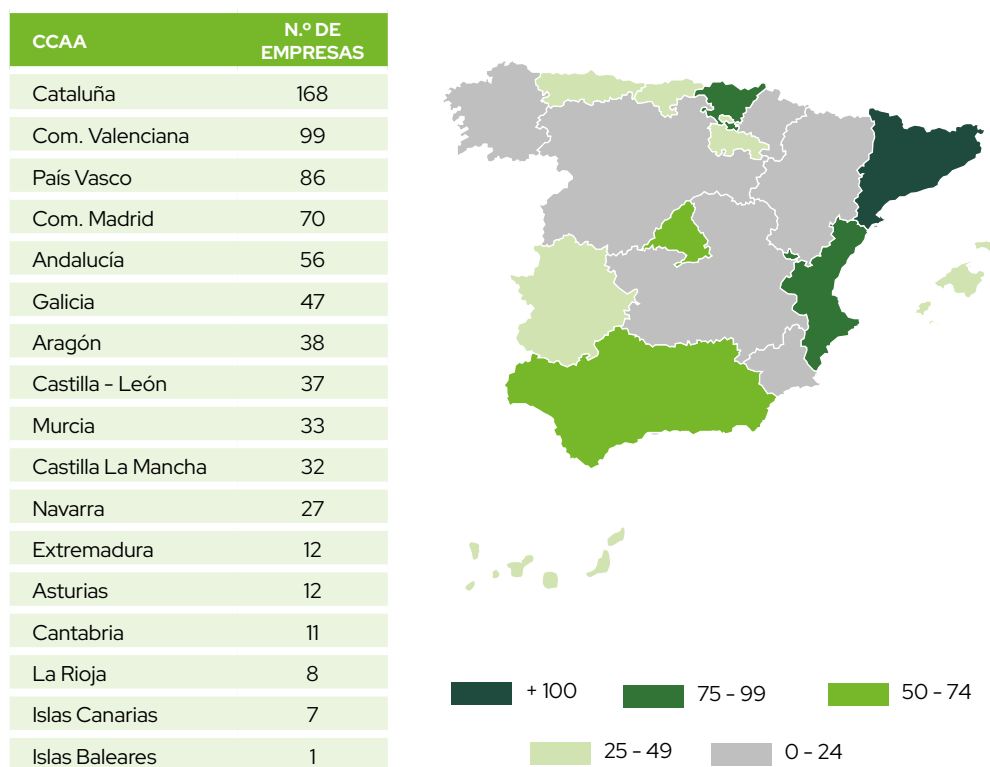 CCAA N.º DE
EMPRESAS
Cataluña 168
Com. Valenciana 99
País Vasco 86
Com. Madrid 70
Andalucía 56
Galicia 47
Aragón 38
Castilla - León 37
Murcia 33
Castilla La Mancha 32
Navarra 27
Extremadura 12
Asturias 12
Cantabria 11
La Rioja 8
Islas Canarias 7
Islas Baleares 1
+ 100 75 - 99 50 - 74
25 - 49 0 - 24